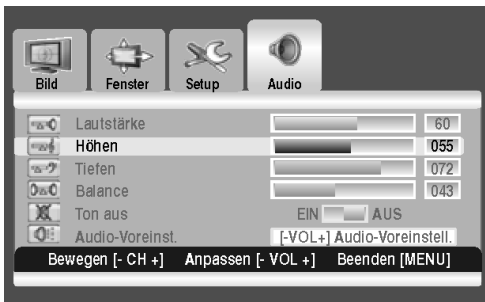 Bild Fenster Setup Audio
Lautstärke 60
Höhen 055
Tiefen 072
Balance 043
Ton aus EIN AUS
Audio-Voreinst. [-VOL+] Audio-Voreinstell.
Bewegen [- CH +] Anpassen [- VOL +] Beenden [MENU]